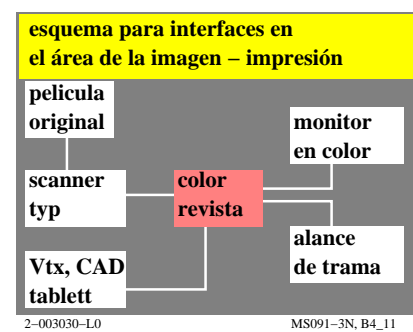 esquema para interfaces en
el área de la imagen – impresión
pelicula
original
monitor
en color
scanner
typ
color
revista
alance
de trama
Vtx, CAD
tablett
2–003030–L0
MS091–3N, B4_11